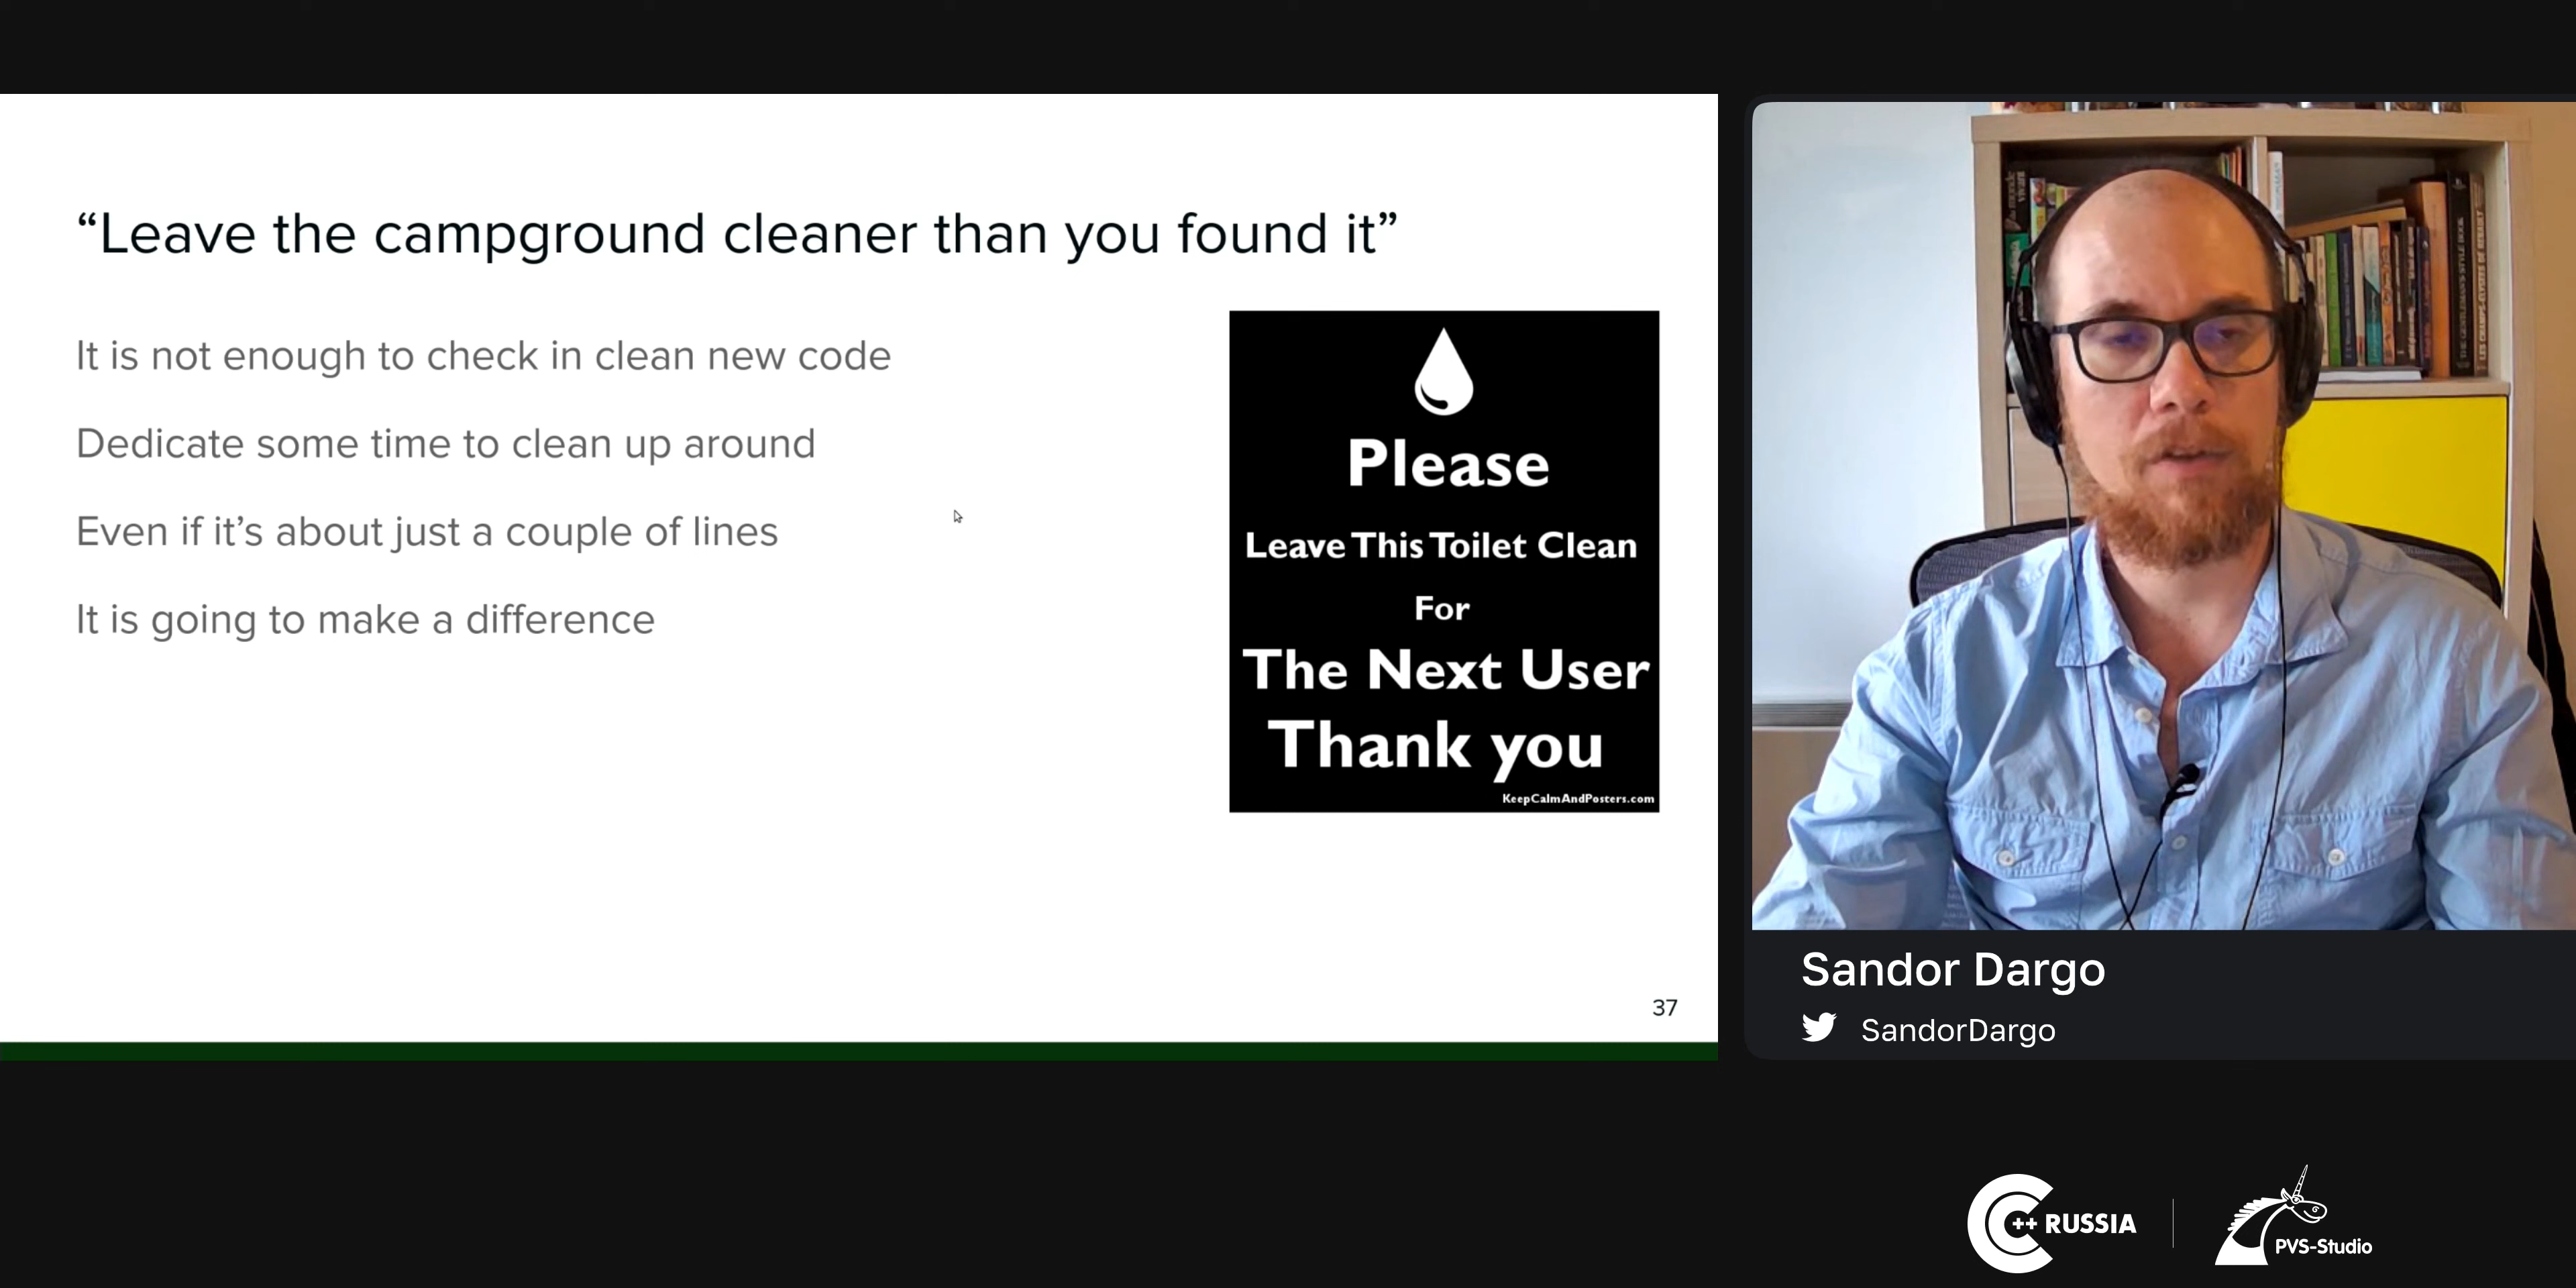 “Leave the campground cleaner than you found it”
It is not enough to check in clean new code
Dedicate some time to clean up around
Even if it’s about just a couple of lines
It is going to make a difference
Please
Leave This Toilet Clean
For
The Next User
Thank you
KeepCalmAndPosters.com
37
Sandor Dargo
SandorDargo
C++ RUSSIA
PVS-Studio